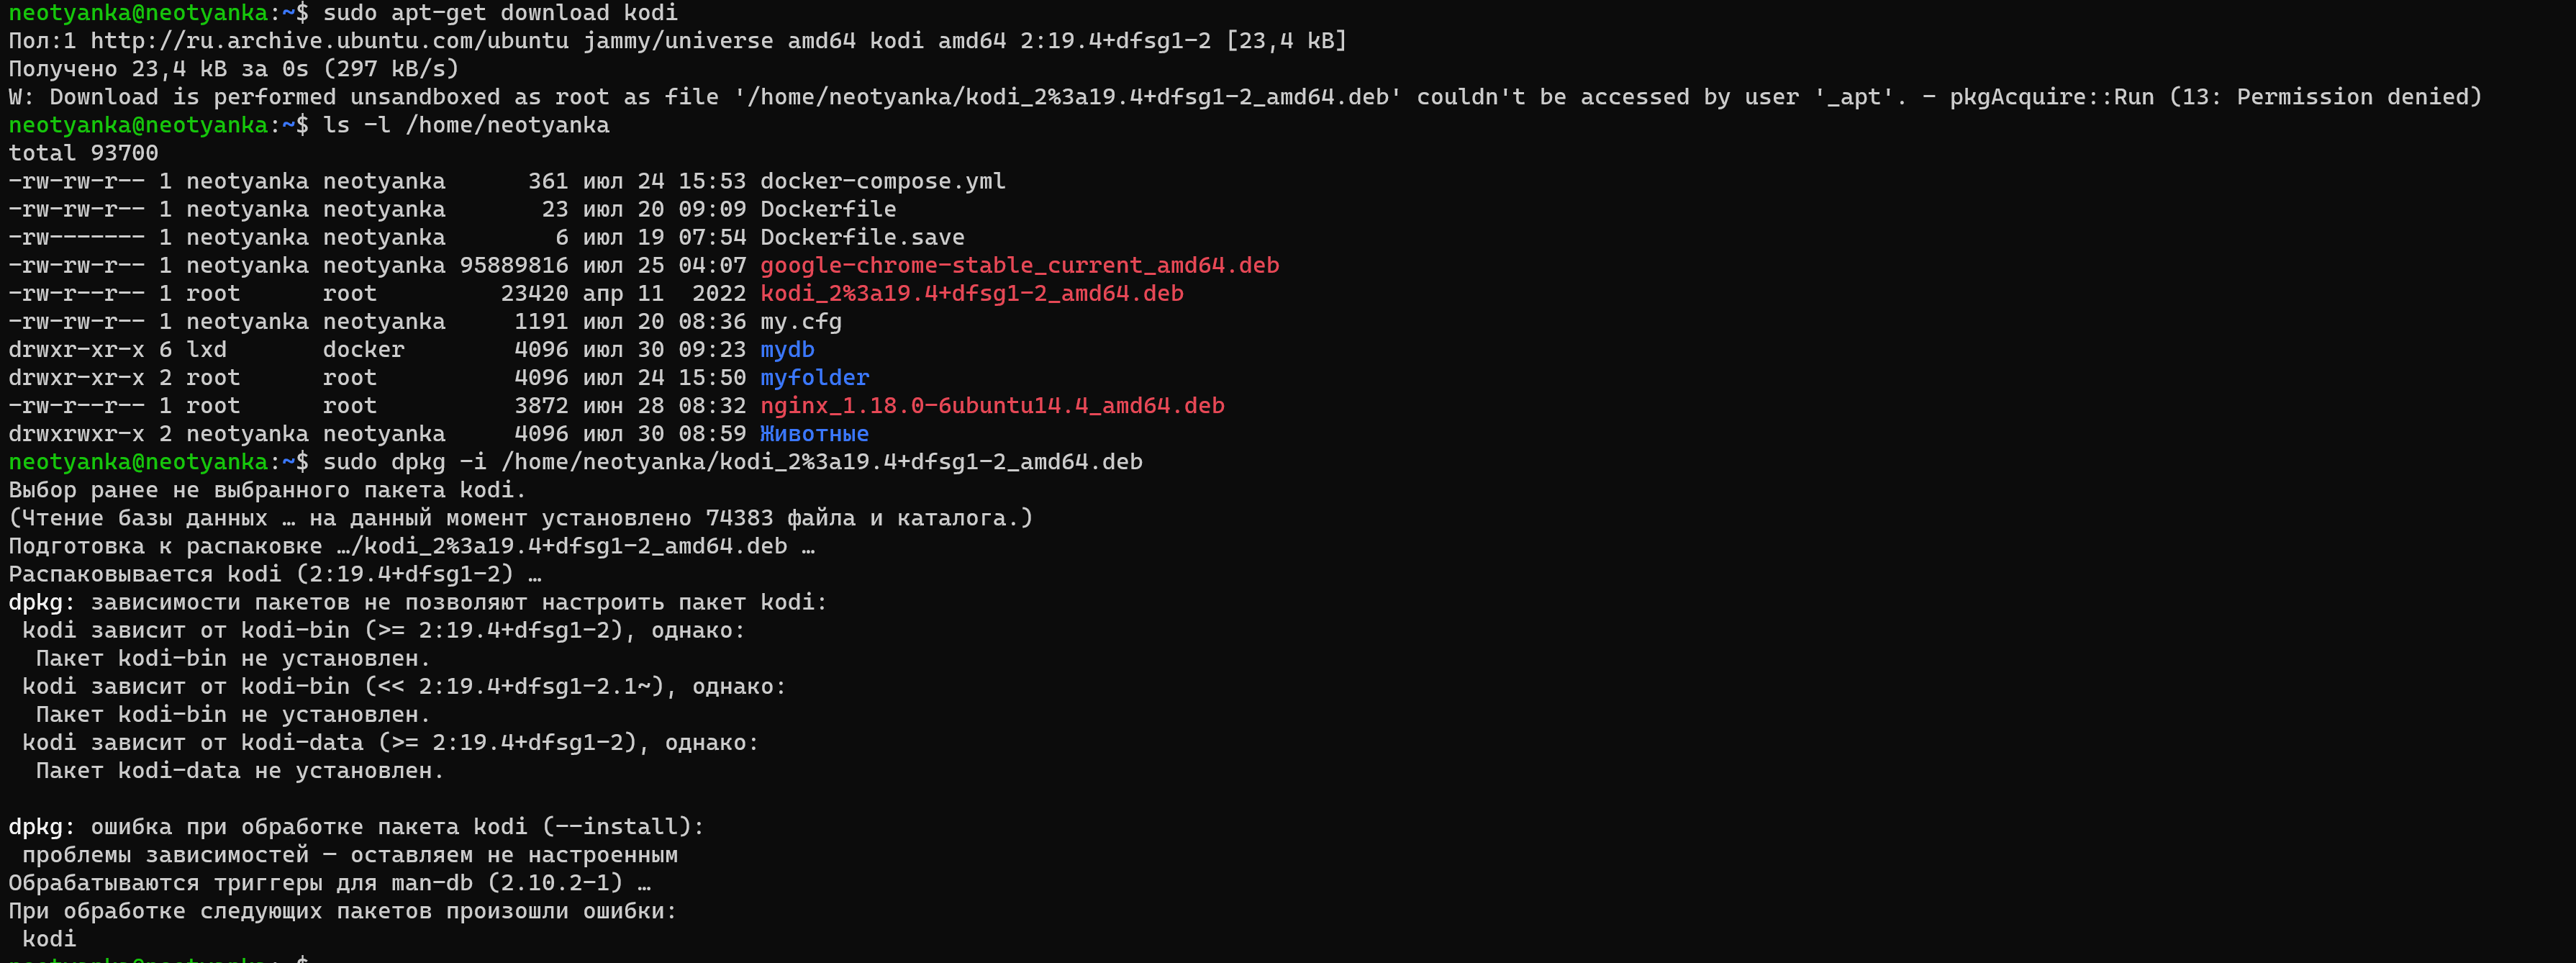 neotyanka@neotyanka:~$ sudo apt-get download kodi
Пол:1 http://ru.archive.ubuntu.com/ubuntu jammy/universe amd64 kodi amd64 2:19.4+dfsg1-2 [23,4 kB]
Получено 23,4 kB за 0s (297 kB/s)
W: Download is performed unsandboxed as root as file '/home/neotyanka/kodi_2%3a19.4+dfsg1-2_amd64.deb' couldn't be accessed by user '_apt'. - pkgAcquire::Run (13: Permission denied)
neotyanka@neotyanka:~$ ls -l /home/neotyanka
total 93700
-rw-rw-r-- 1 neotyanka neotyanka      361 июл 24 15:53 docker-compose.yml
-rw-rw-r-- 1 neotyanka neotyanka       23 июл 20 09:09 Dockerfile
-rw------- 1 neotyanka neotyanka        6 июл 19 07:54 Dockerfile.save
-rw-rw-r-- 1 neotyanka neotyanka 95889816 июл 25 04:07 google-chrome-stable_current_amd64.deb
-rw-r--r-- 1 root      root         23420 апр 11  2022 kodi_2%3a19.4+dfsg1-2_amd64.deb
-rw-rw-r-- 1 neotyanka neotyanka     1191 июл 20 08:36 my.cfg
drwxr-xr-x 6 lxd       docker        4096 июл 30 09:23 mydb
drwxr-xr-x 2 root      root          4096 июл 24 15:50 myfolder
-rw-r--r-- 1 root      root          3872 июн 28 08:32 nginx_1.18.0-6ubuntu14.4_amd64.deb
drwxrwxr-x 2 neotyanka neotyanka     4096 июл 30 08:59 Животные
neotyanka@neotyanka:~$ sudo dpkg -i /home/neotyanka/kodi_2%3a19.4+dfsg1-2_amd64.deb
Выбор ранее не выбранного пакета kodi.
(Чтение базы данных … на данный момент установлено 74383 файла и каталога.)
Подготовка к распаковке …/kodi_2%3a19.4+dfsg1-2_amd64.deb …
Распаковывается kodi (2:19.4+dfsg1-2) …
dpkg: зависимости пакетов не позволяют настроить пакет kodi:
 kodi зависит от kodi-bin (>= 2:19.4+dfsg1-2), однако:
  Пакет kodi-bin не установлен.
 kodi зависит от kodi-bin (<< 2:19.4+dfsg1-2.1~), однако:
  Пакет kodi-bin не установлен.
 kodi зависит от kodi-data (>= 2:19.4+dfsg1-2), однако:
  Пакет kodi-data не установлен.
dpkg: ошибка при обработке пакета kodi (--install):
 проблемы зависимостей — оставляем не настроенным
Обрабатываются триггеры для man-db (2.10.2-1) …
При обработке следующих пакетов произошли ошибки:
 kodi